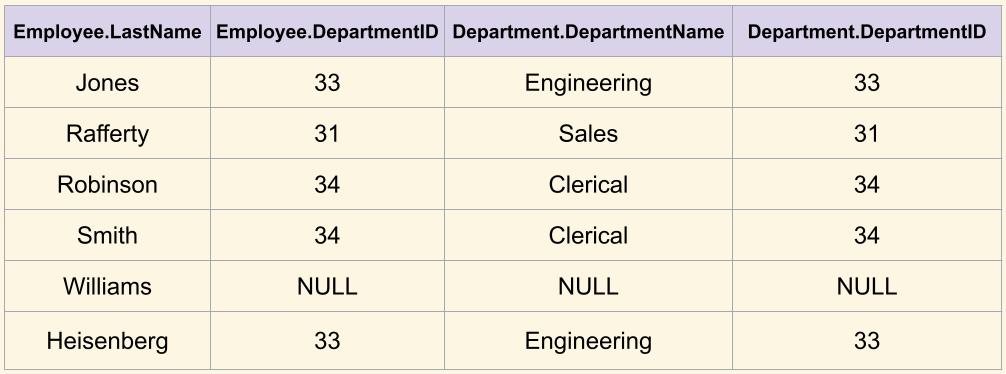 Employee.LastName Employee.DepartmentID Department.DepartmentName Department.DepartmentID
Jones 33 Engineering 33
Rafferty 31 Sales 31
Robinson 34 Clerical 34
Smith 34 Clerical 34
Williams NULL NULL NULL
Heisenberg 33 Engineering 33